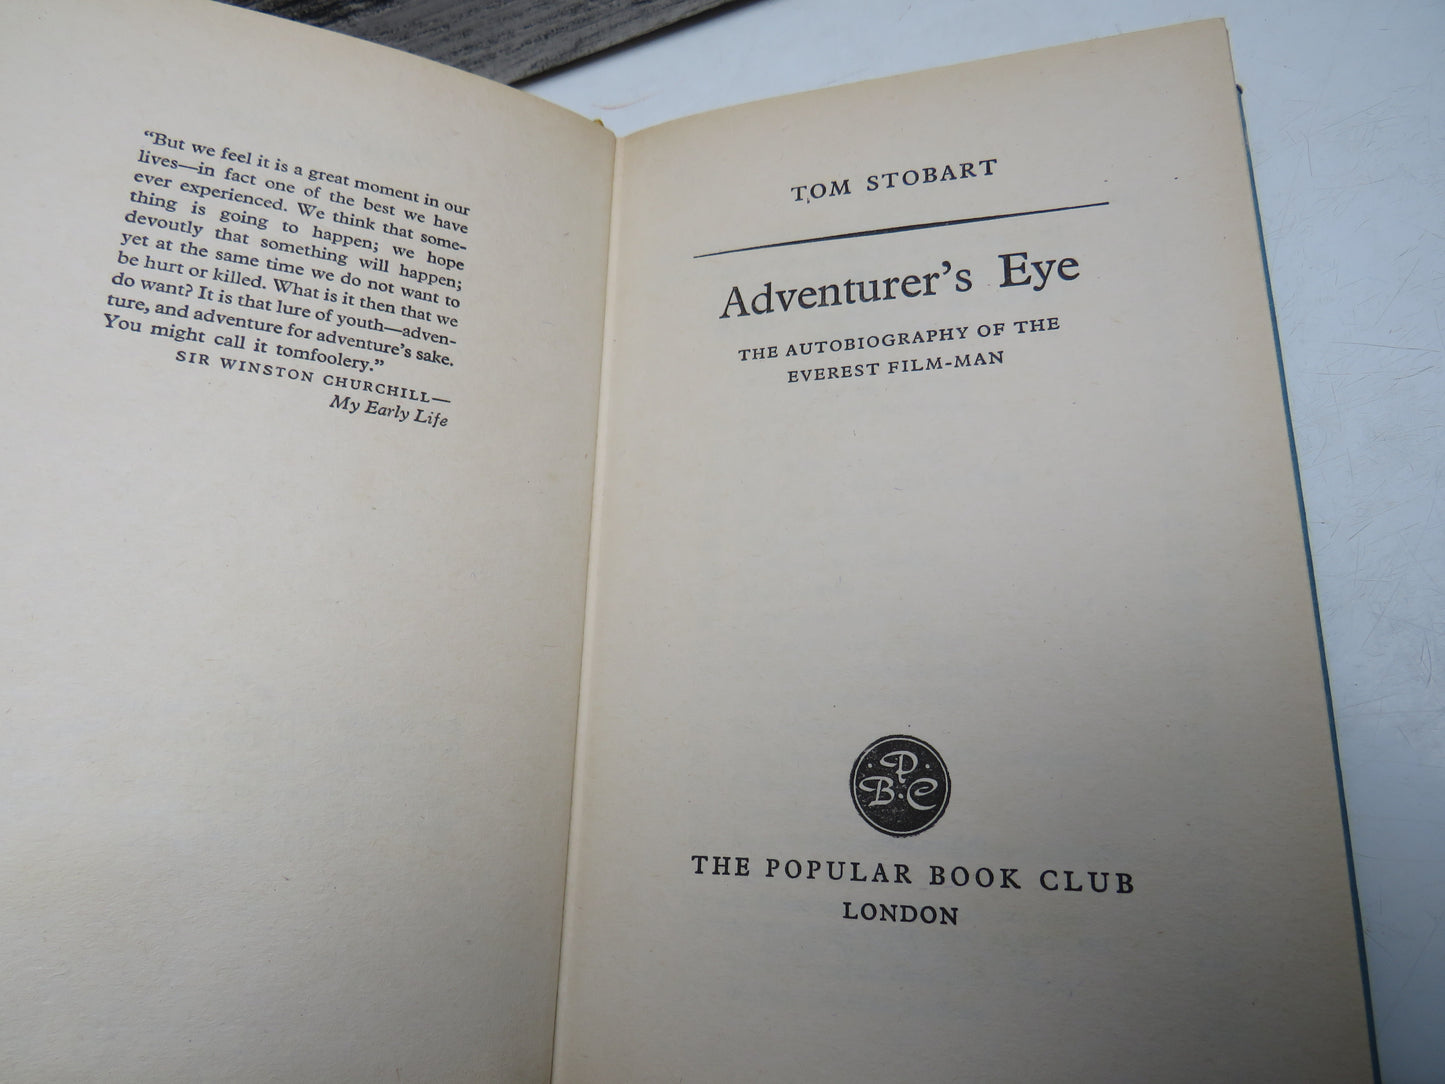 “But we feel it is a great moment in our
lives—in fact one of the best we have
ever experienced. We think that some-
thing is going to happen; we hope
devoutly that something will happen;
yet at the same time we do not want to
be hurt or killed. What is it then that we
do want? It is that lure of youth—adven-
ture, and adventure for adventure’s sake.
You might call it tomfoolery.”
SIR WINSTON CHURCHILL—
My Early Life
TOM STOBART
Adventurer’s Eye
THE AUTOBIOGRAPHY OF THE
EVEREST FILM-MAN
·P·
B·C
THE POPULAR BOOK CLUB
LONDON